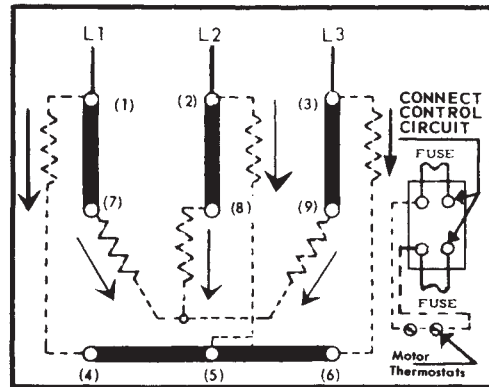 L1 L2 L3
(1) (2) (3)
CONNECT
CONTROL
CIRCUIT
FUSE
(7) (8) (9)
FUSE
(4) (5) (6)
Motor
Thermostats